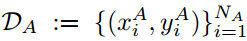 𝒟_A := {(x_i^A, y_i^A)}_{i=1}^{N_A}